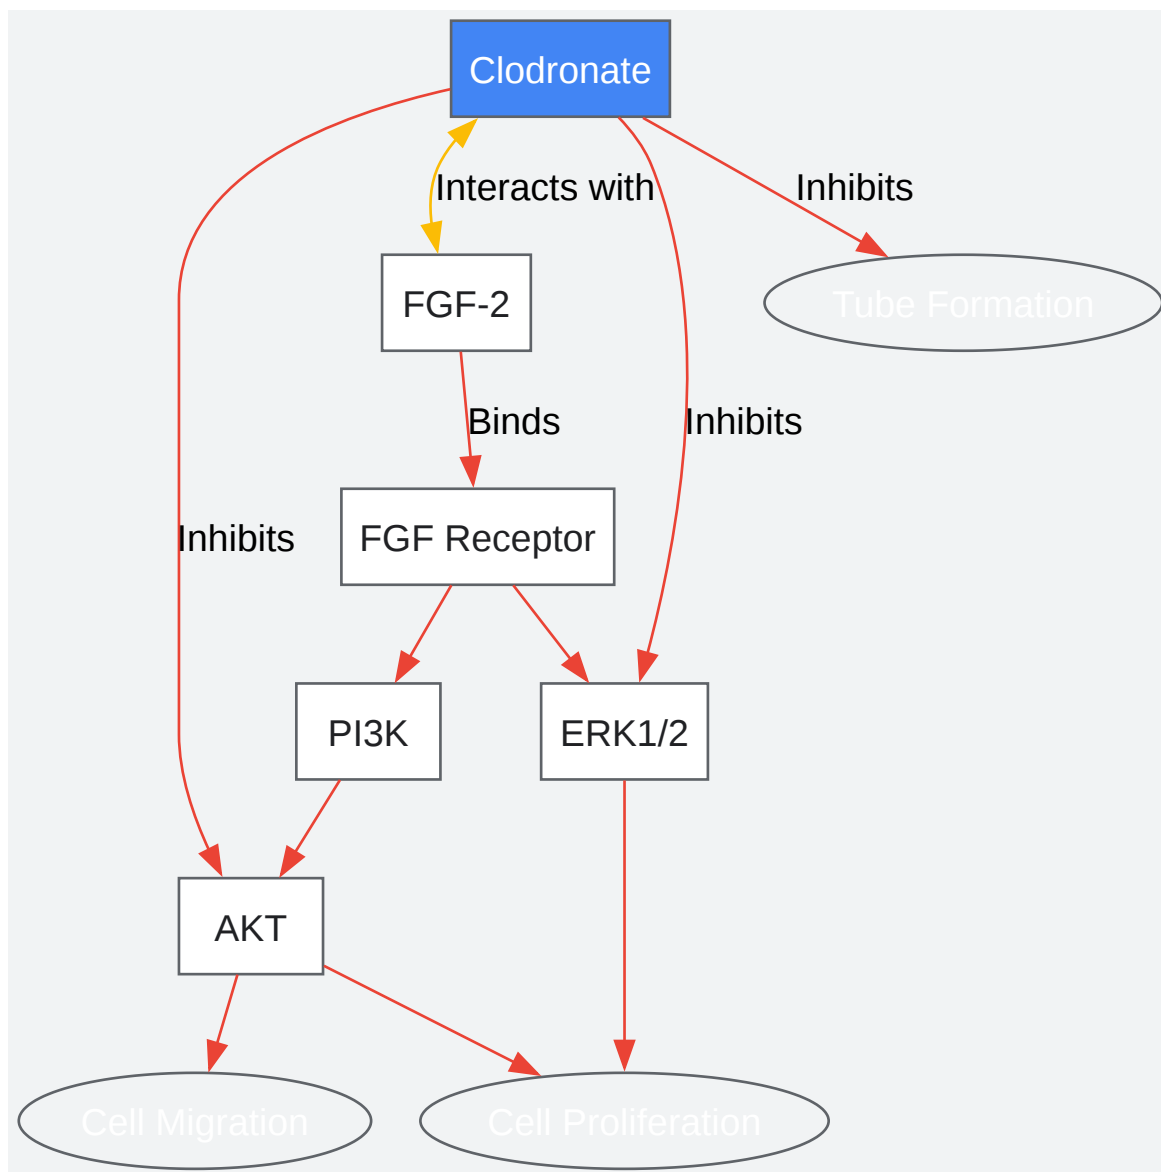 Clodronate
Interacts with
Inhibits
FGF-2
Tube Formation
Binds
Inhibits
Inhibits
FGF Receptor
PI3K
ERK1/2
AKT
Cell Migration
Cell Proliferation